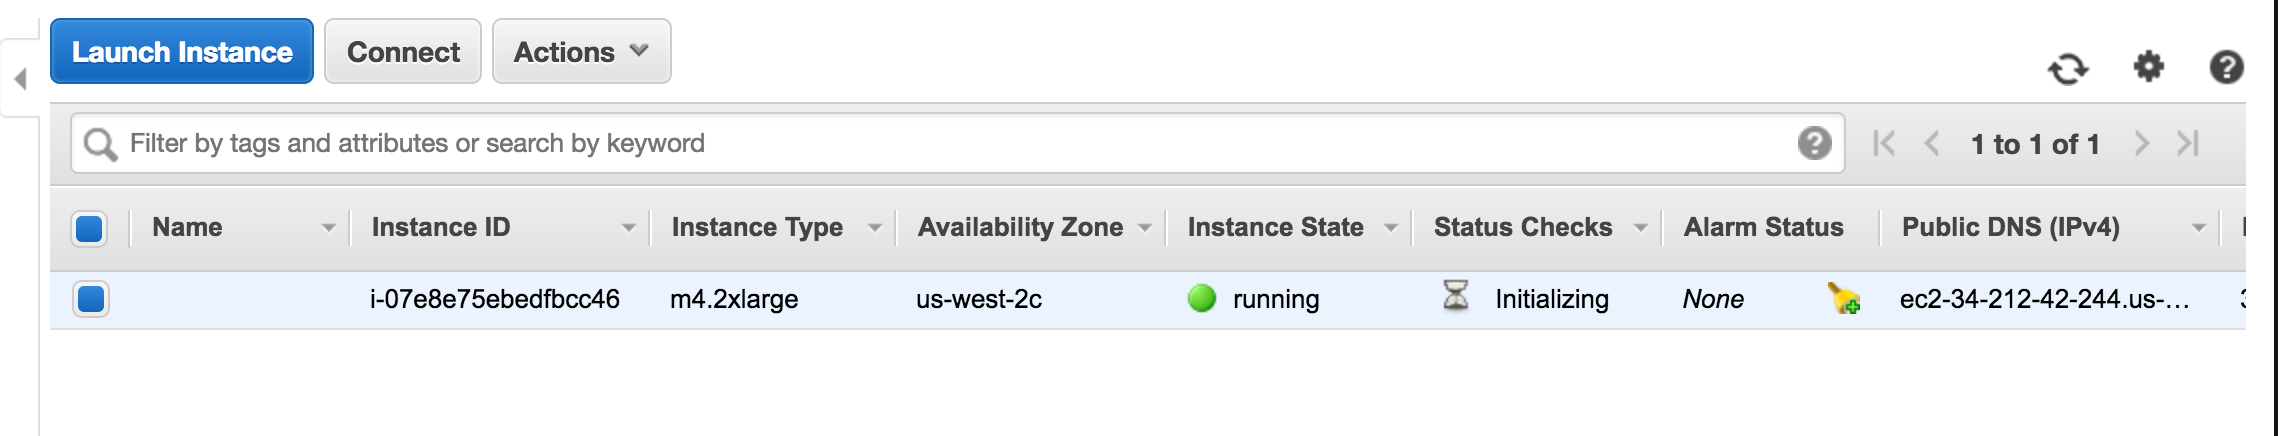 Launch Instance Connect Actions
Filter by tags and attributes or search by keyword 1 to 1 of 1
Name Instance ID Instance Type Availability Zone Instance State Status Checks Alarm Status Public DNS (IPv4)
i-07e8e75ebedfbcc46 m4.2xlarge us-west-2c running Initializing None ec2-34-212-42-244.us-...